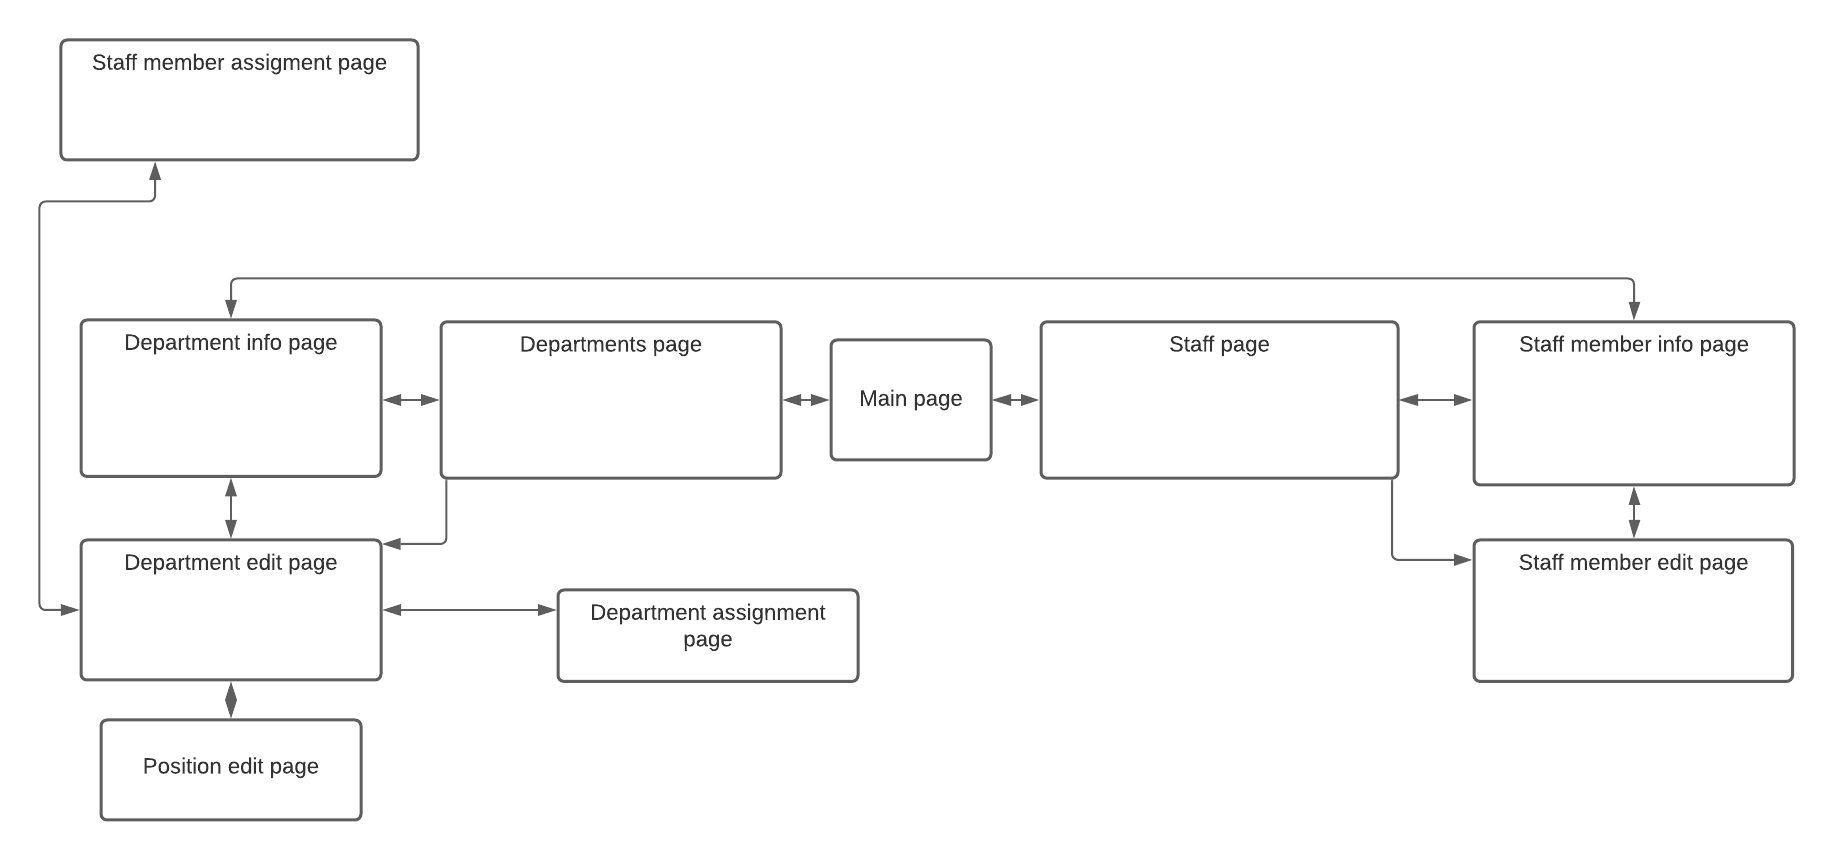 Staff member assigment page
Department info page
Departments page
Main page
Staff page
Staff member info page
Department edit page
Department assignment
page
Staff member edit page
Position edit page